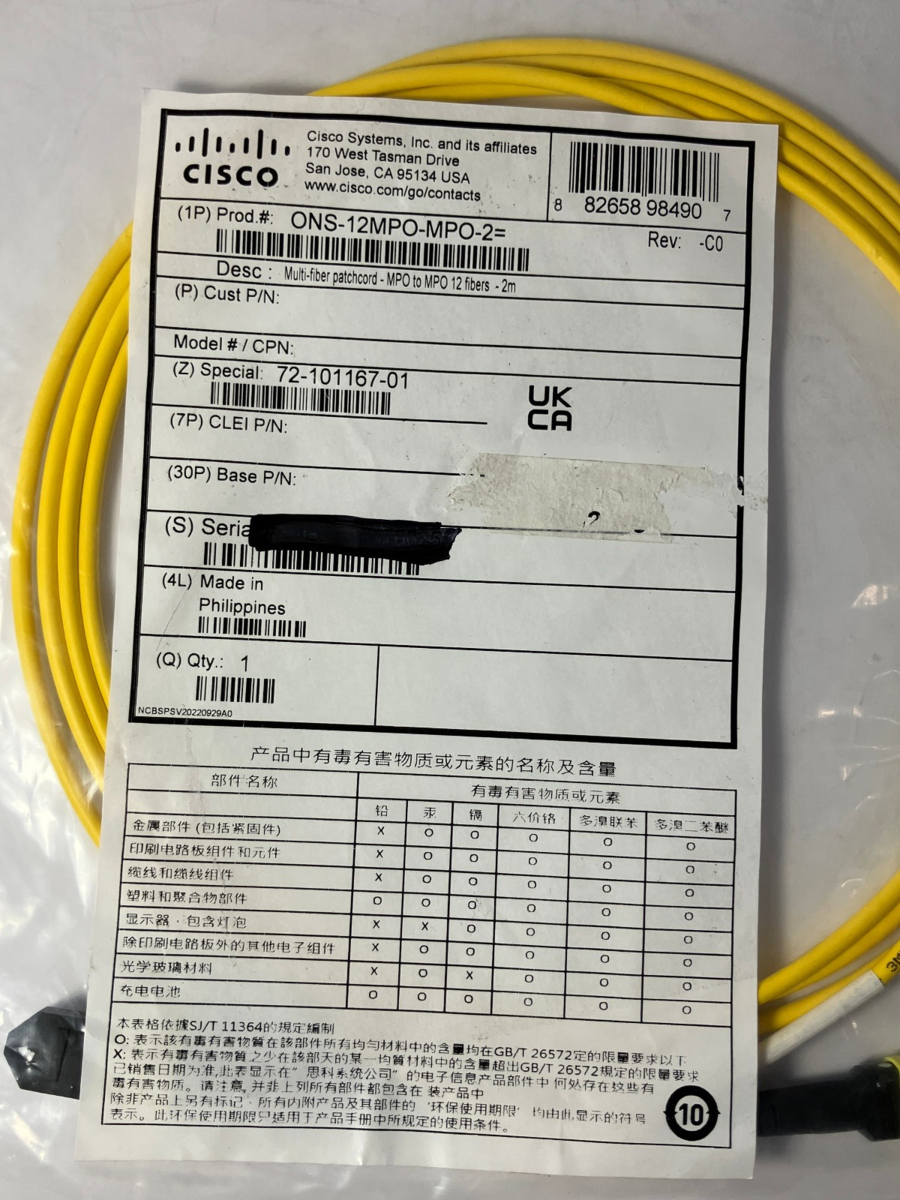 CISCO
Cisco Systems, Inc. and its affiliates
170 West Tasman Drive
San Jose, CA 95134 USA
www.cisco.com/go/contacts
8 82658 98490 7
(1P) Prod.#: ONS-12MPO-MPO-2=
Rev: -C0
Desc : Multi-fiber patchcord - MPO to MPO 12 fibers - 2m
(P) Cust P/N:
Model # / CPN:
(Z) Special: 72-101167-01
UK
CA
(7P) CLEI P/N:
(30P) Base P/N:
(S) Seria
(4L) Made in
Philippines
(Q) Qty.: 1
NCBSPSV20220929A0
产品中有毒有害物质或元素的名称及含量
部件名称 有毒有害物质或元素
铅 汞 镉 六价铬 多溴联苯 多溴二苯醚
金属部件 (包括紧固件) X O O O O O
印刷电路板组件和元件 X O O O O O
缆线和缆线组件 X O O O O O
塑料和聚合物部件 O O O O O O
显示器﹐包含灯泡 X X O O O O
除印刷电路板外的其他电子组件 X O O O O O
光学玻璃材料 X O X O O O
充电电池 O O O O O O
本表格依據SJ/T 11364的規定編制
O: 表示該有毒有害物質在該部件所有均勻材料中的含量均在GB/T 26572定的限量要求以下
X: 表示有毒有害物質之少在該部天的某一均質材料中的含量超出GB/T 26572規定的限量要求
已销售日期为准,此表显示在"思科系统公司"的电子信息产品部件中 何处存在这些有
毒有害物质。请注意, 并非上列所有部件都包含在 装产品中
除非产品上另有标记﹐所有内附产品及其部件的 '环保使用期限' 均由此显示的符号
表示。此环保使用期限只适用于产品手册中所规定的使用条件。
10